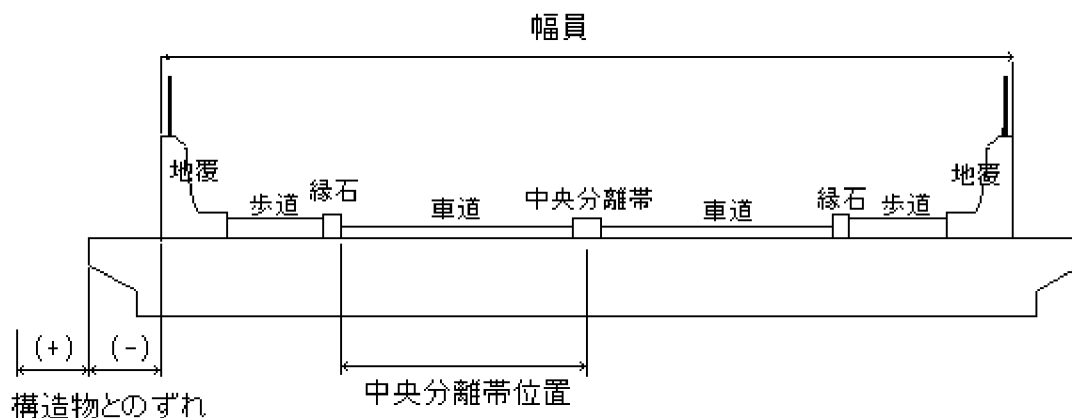 幅員
地覆
地覆
縁石
中央分離帯
縁石
歩道
車道
車道
歩道
(+)
(-)
構造物とのずれ
中央分離帯位置